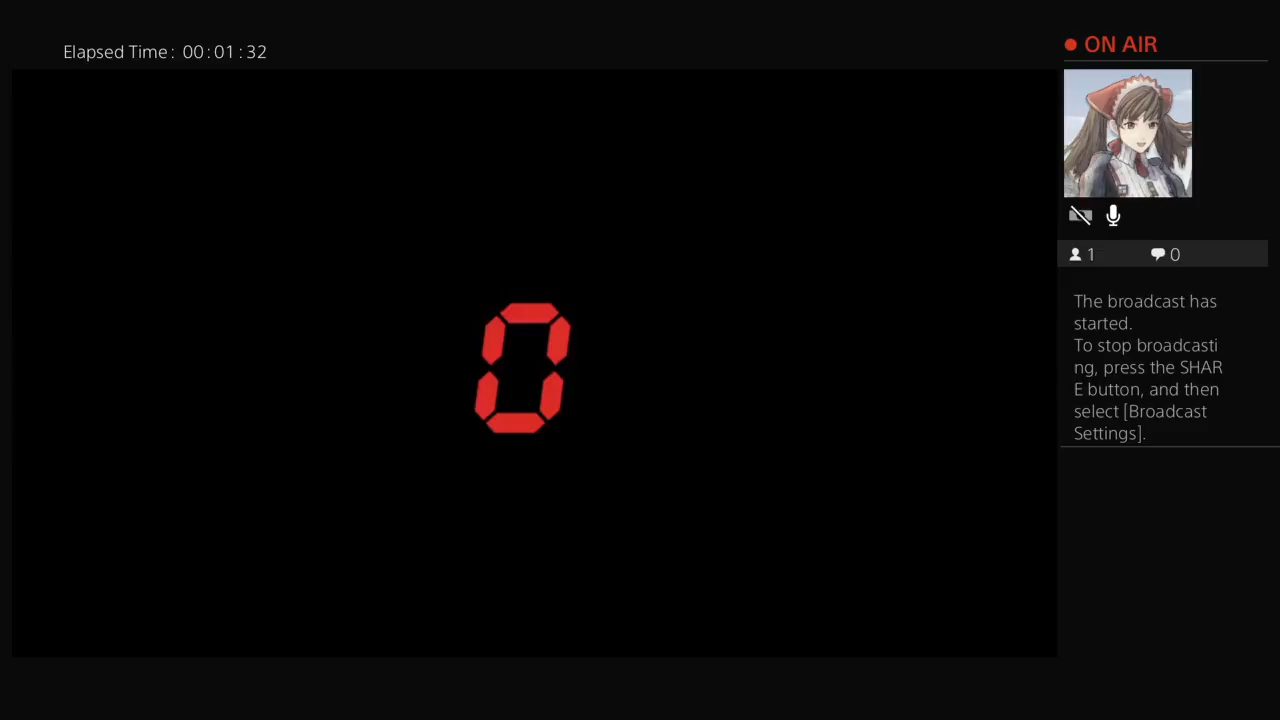 Elapsed Time: 00:01:32
ON AIR
1 0
The broadcast has
started.
To stop broadcasti
ng, press the SHAR
E button, and then
select [Broadcast
Settings].
0